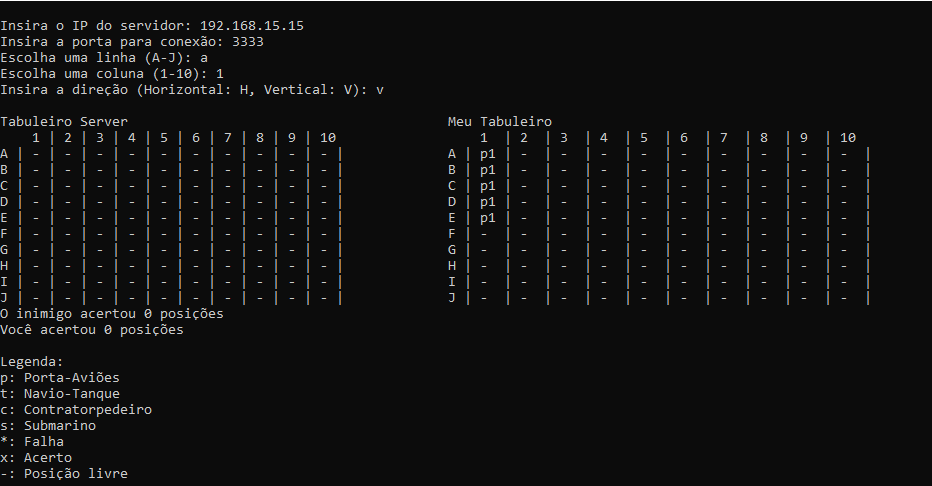 Insira o IP do servidor: 192.168.15.15
Insira a porta para conexão: 3333
Escolha uma linha (A-J): a
Escolha uma coluna (1-10): 1
Insira a direção (Horizontal: H, Vertical: V): v
Tabuleiro Server                                        Meu Tabuleiro
    1 | 2 | 3 | 4 | 5 | 6 | 7 | 8 | 9 | 10                  1  | 2  | 3  | 4  | 5  | 6  | 7  | 8  | 9  | 10
A | - | - | - | - | - | - | - | - | - | - |             A | p1 | -  | -  | -  | -  | -  | -  | -  | -  | -  |
B | - | - | - | - | - | - | - | - | - | - |             B | p1 | -  | -  | -  | -  | -  | -  | -  | -  | -  |
C | - | - | - | - | - | - | - | - | - | - |             C | p1 | -  | -  | -  | -  | -  | -  | -  | -  | -  |
D | - | - | - | - | - | - | - | - | - | - |             D | p1 | -  | -  | -  | -  | -  | -  | -  | -  | -  |
E | - | - | - | - | - | - | - | - | - | - |             E | p1 | -  | -  | -  | -  | -  | -  | -  | -  | -  |
F | - | - | - | - | - | - | - | - | - | - |             F | -  | -  | -  | -  | -  | -  | -  | -  | -  | -  |
G | - | - | - | - | - | - | - | - | - | - |             G | -  | -  | -  | -  | -  | -  | -  | -  | -  | -  |
H | - | - | - | - | - | - | - | - | - | - |             H | -  | -  | -  | -  | -  | -  | -  | -  | -  | -  |
I | - | - | - | - | - | - | - | - | - | - |             I | -  | -  | -  | -  | -  | -  | -  | -  | -  | -  |
J | - | - | - | - | - | - | - | - | - | - |             J | -  | -  | -  | -  | -  | -  | -  | -  | -  | -  |
O inimigo acertou 0 posições
Você acertou 0 posições
Legenda:
p: Porta-Aviões
t: Navio-Tanque
c: Contratorpedeiro
s: Submarino
*: Falha
x: Acerto
-: Posição livre